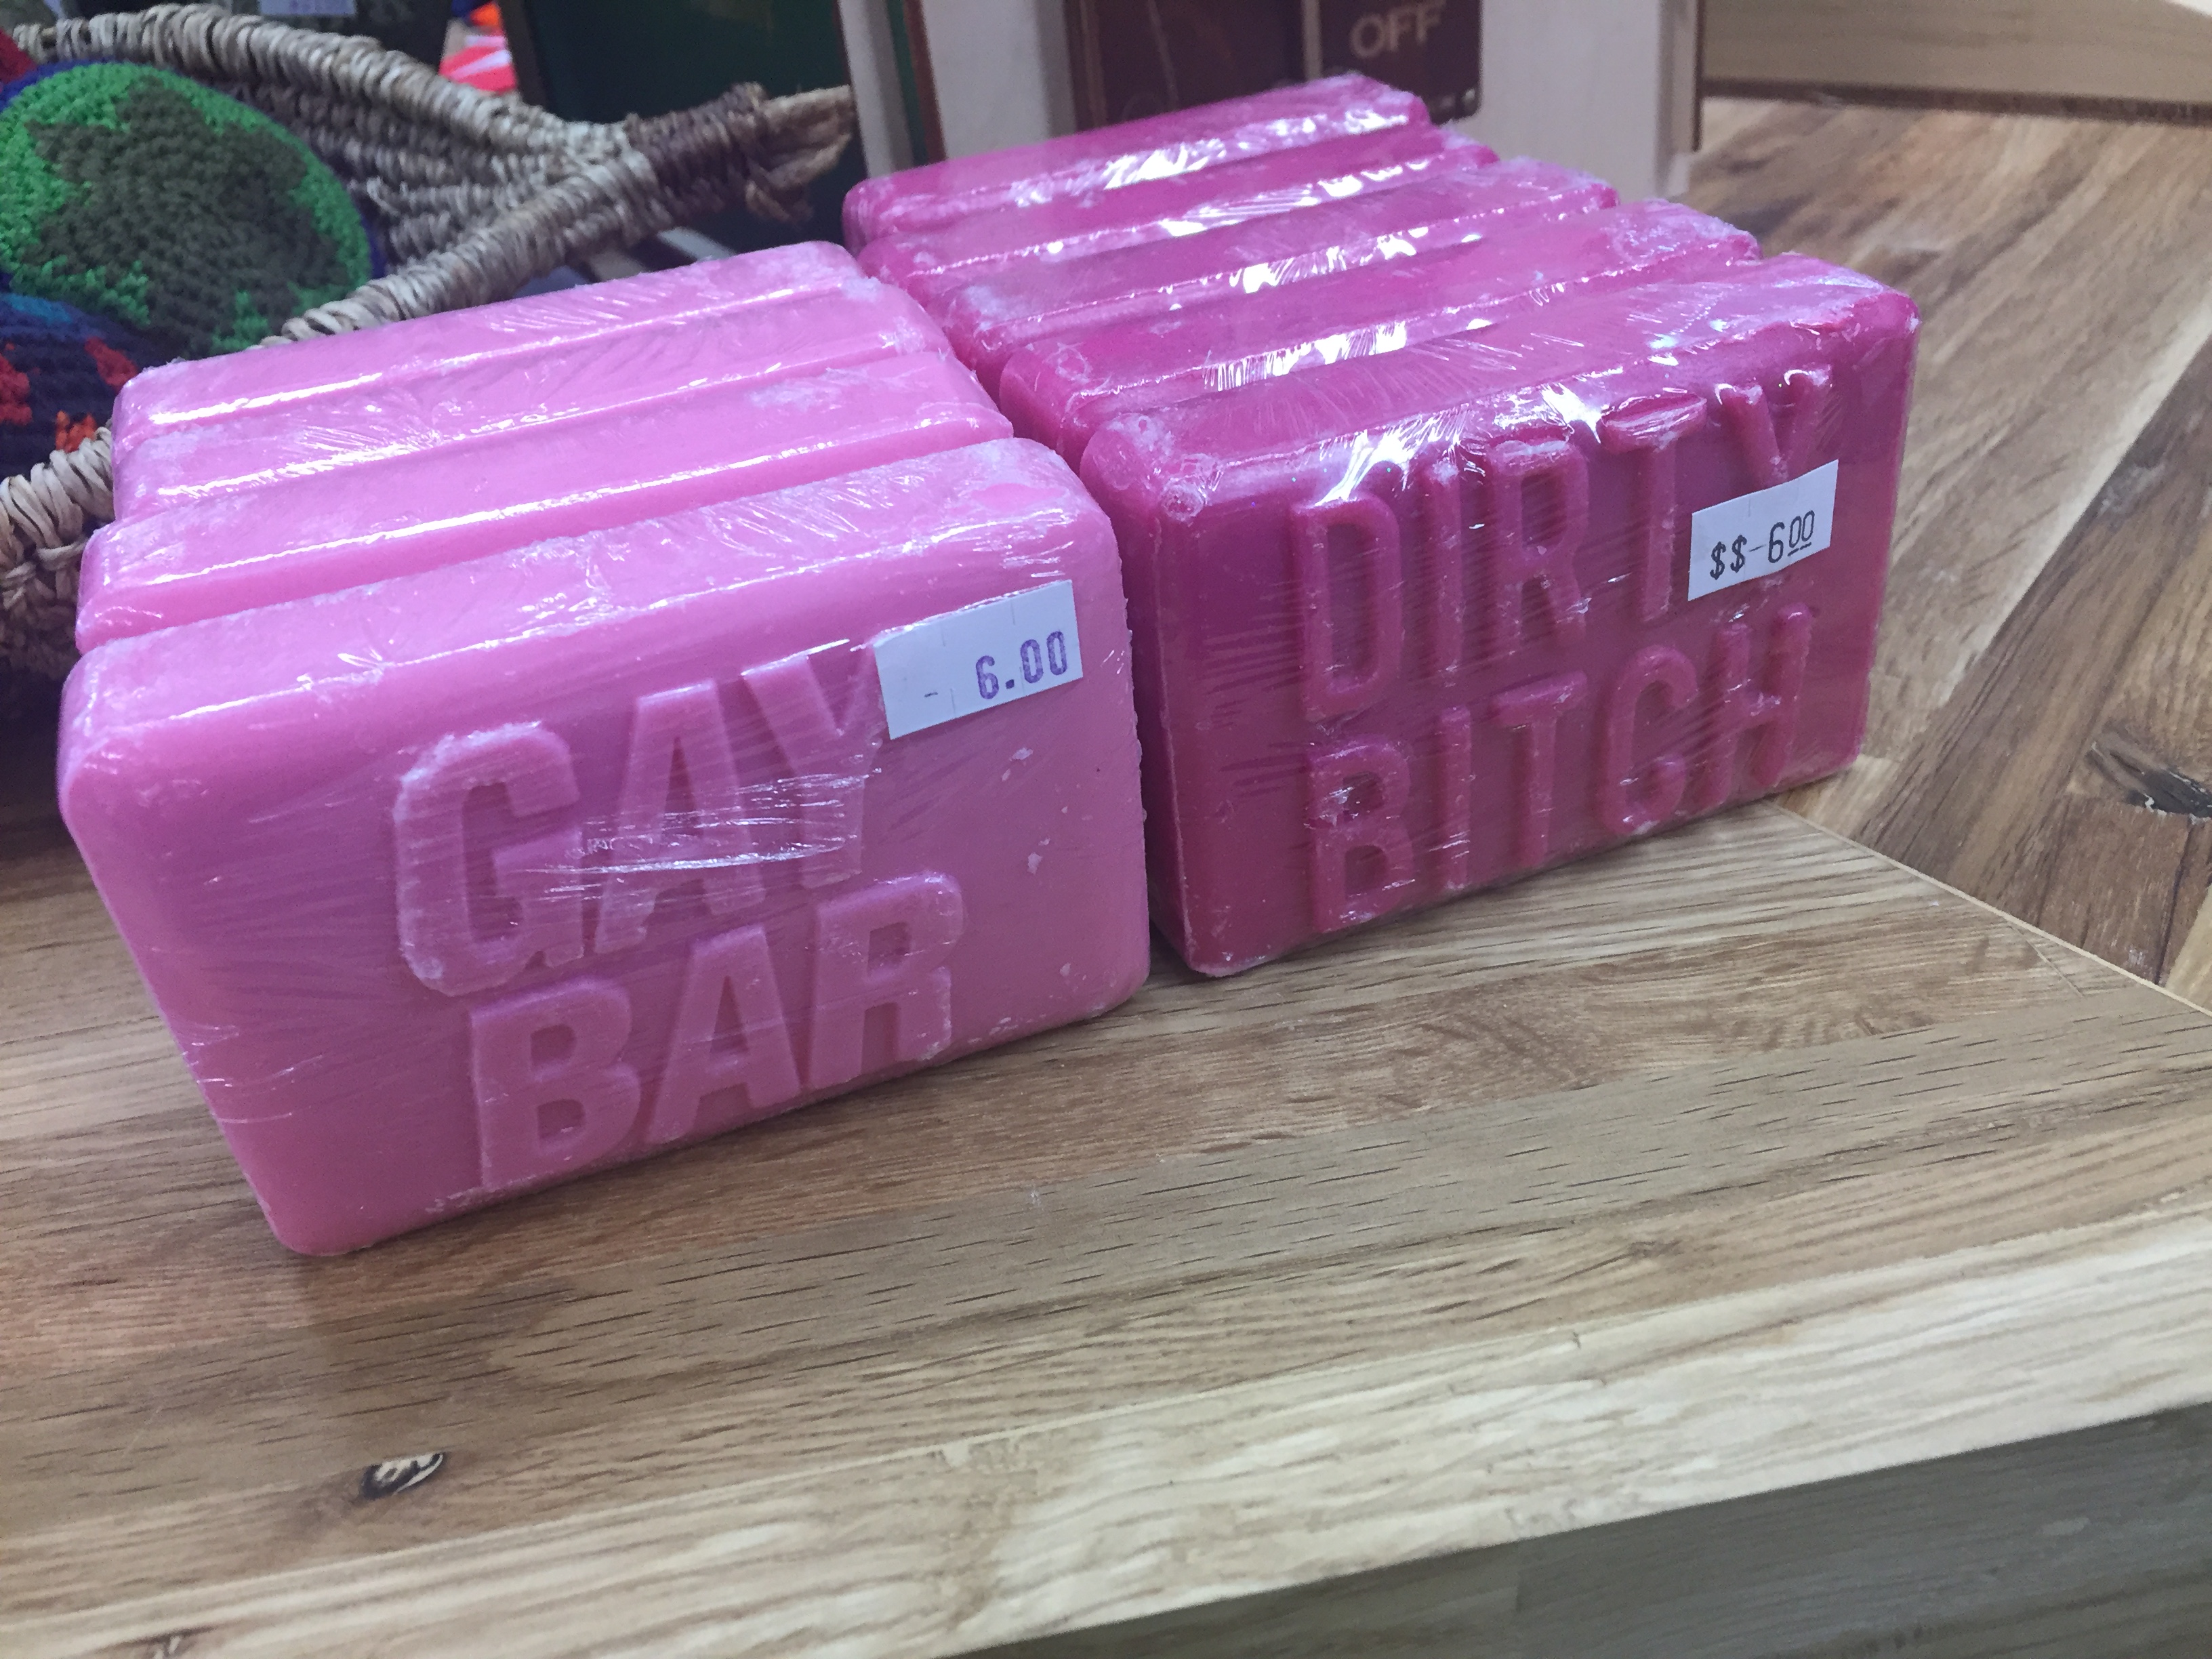 OFF
6.00
GAY
BAR
DIRTY
$$-600
BITCH